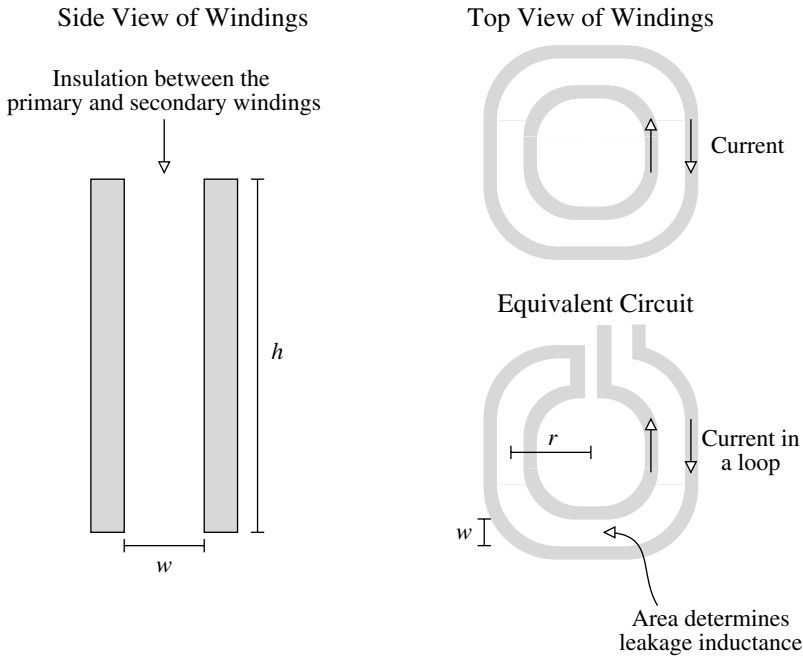 Side View of Windings
Insulation between the
primary and secondary windings
h
w
Top View of Windings
Current
Equivalent Circuit
r
Current in
a loop
w
Area determines
leakage inductance